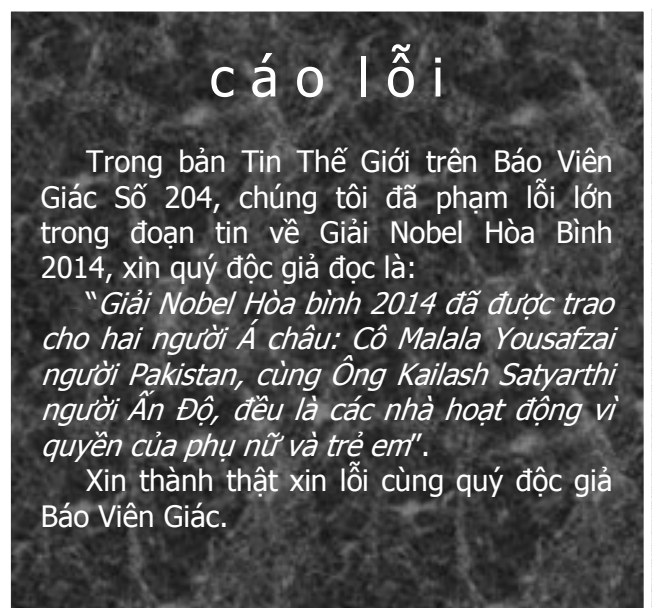 cáo lỗi
Trong bản Tin Thế Giới trên Báo Viên
Giác Số 204, chúng tôi đã phạm lỗi lớn
trong đoạn tin về Giải Nobel Hòa Bình
2014, xin quý độc giả đọc là:
“Giải Nobel Hòa bình 2014 đã được trao
cho hai người Á châu: Cô Malala Yousafzai
người Pakistan, cùng Ông Kailash Satyarthi
người Ấn Độ, đều là các nhà hoạt động vì
quyền của phụ nữ và trẻ em”.
Xin thành thật xin lỗi cùng quý độc giả
Báo Viên Giác.